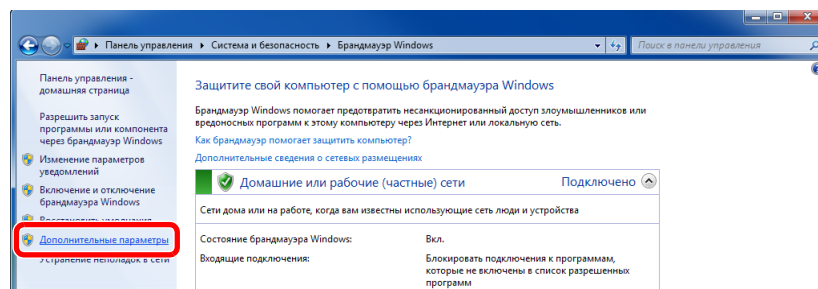 Панель управления ▸ Система и безопасность ▸ Брандмауэр Windows
Поиск в панели управления
Панель управления -
домашняя страница
Разрешить запуск
программы или компонента
через брандмауэр Windows
Изменение параметров
уведомлений
Включение и отключение
брандмауэра Windows
Восстановить умолчания
Дополнительные параметры
Устранение неполадок в сети
Защитите свой компьютер с помощью брандмауэра Windows
Брандмауэр Windows помогает предотвратить несанкционированный доступ злоумышленников или
вредоносных программ к этому компьютеру через Интернет или локальную сеть.
Как брандмауэр помогает защитить компьютер?
Дополнительные сведения о сетевых размещениях
Домашние или рабочие (частные) сети Подключено
Сети дома или на работе, когда вам известны использующие сеть люди и устройства
Состояние брандмауэра Windows: Вкл.
Входящие подключения: Блокировать подключения к программам,
которые не включены в список разрешенных
программ